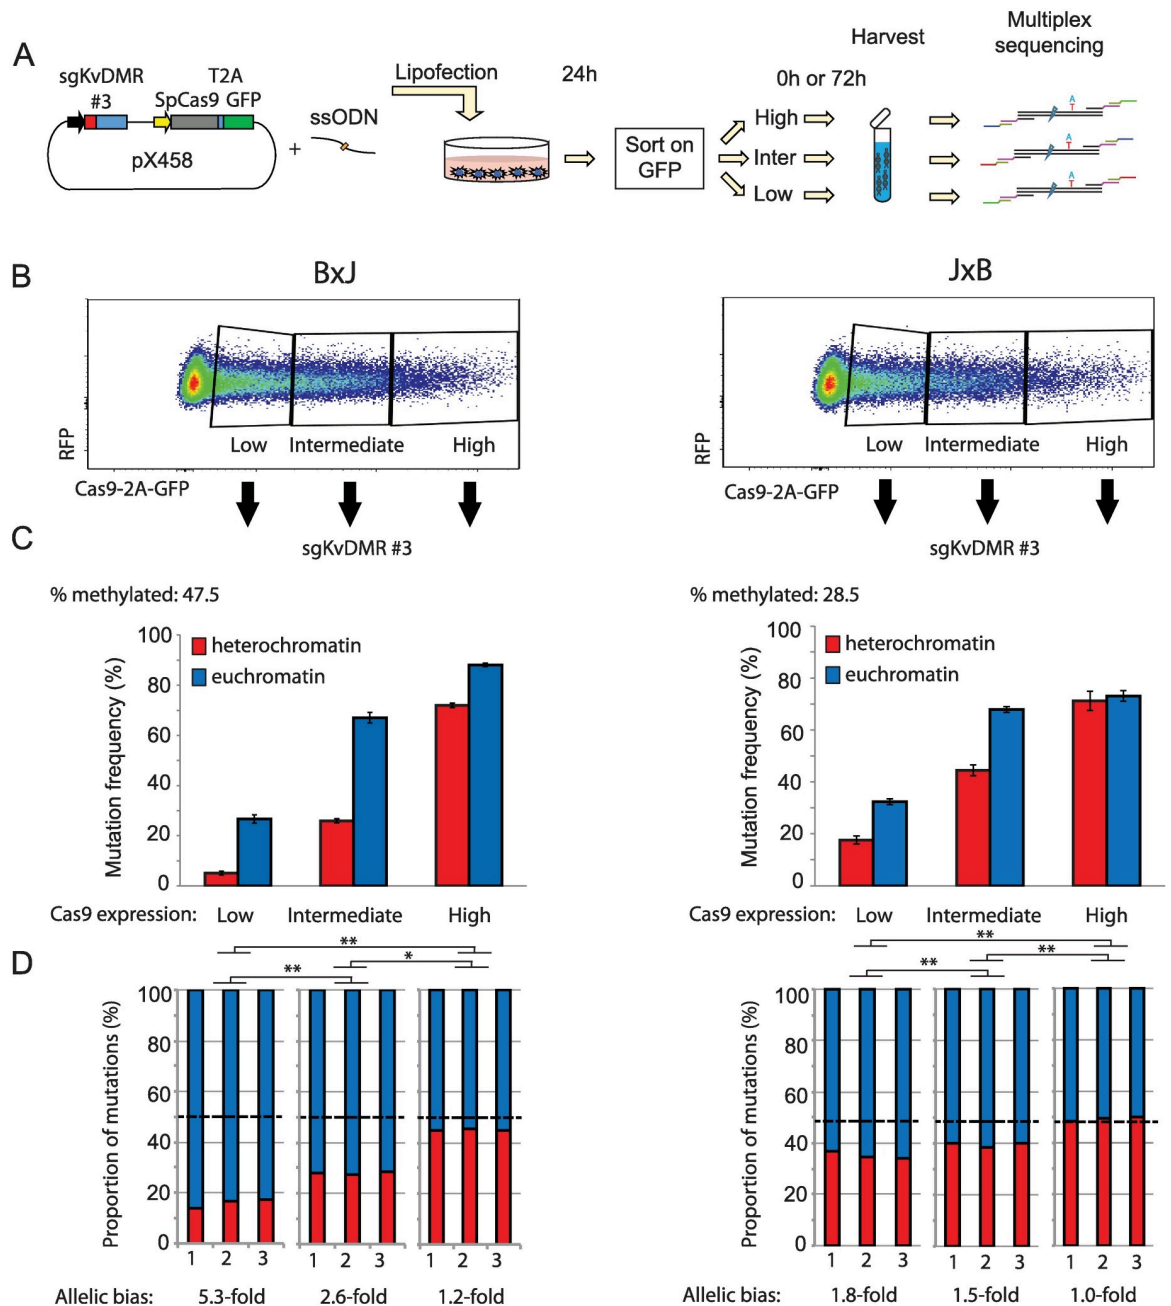 A
sgKvDMR
#3
T2A
SpCas9
GFP
pX458
+
ssODN
Lipofection
24h
Sort on
GFP
Harvest
0h or 72h
High
Inter
Low
Multiplex
sequencing
A
T
A
T
A
T
B
BxJ
RFP
Low
Intermediate
High
Cas9-2A-GFP
sgKvDMR #3
JxB
RFP
Low
Intermediate
High
Cas9-2A-GFP
sgKvDMR #3
C
% methylated: 47.5
Mutation frequency (%)
100
80
60
40
20
0
heterochromatin
euchromatin
Cas9 expression:
Low
Intermediate
High
% methylated: 28.5
Mutation frequency (%)
100
80
60
40
20
0
heterochromatin
euchromatin
Cas9 expression:
Low
Intermediate
High
D
**
*
**
Proportion of mutations (%)
100
80
60
40
20
0
1 2 3
1 2 3
1 2 3
Allelic bias:
5.3-fold
2.6-fold
1.2-fold
**
**
**
Proportion of mutations (%)
100
80
60
40
20
0
1 2 3
1 2 3
1 2 3
Allelic bias:
1.8-fold
1.5-fold
1.0-fold